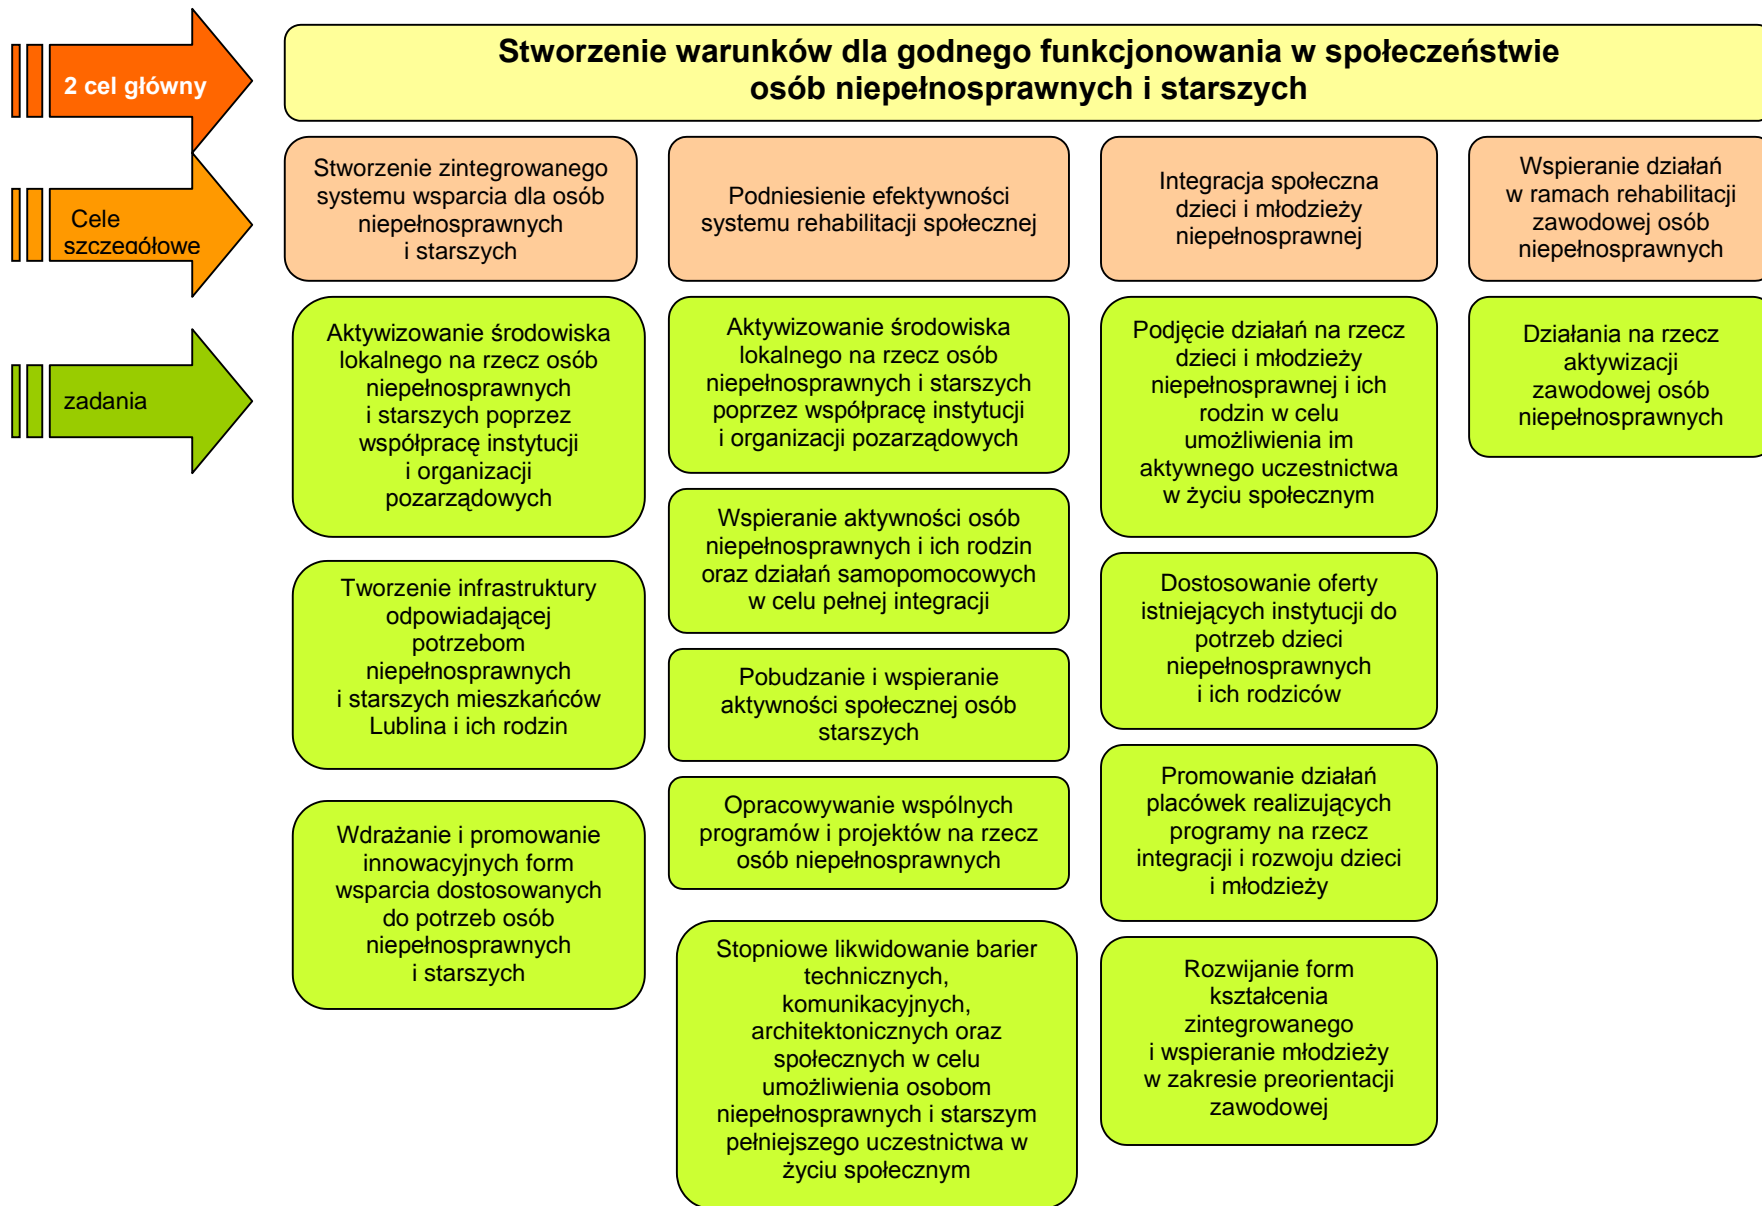 2 cel główny
Stworzenie warunków dla godnego funkcjonowania w społeczeństwie
osób niepełnosprawnych i starszych
Cele
szczegółowe
Stworzenie zintegrowanego
systemu wsparcia dla osób
niepełnosprawnych
i starszych
Podniesienie efektywności
systemu rehabilitacji społecznej
Integracja społeczna
dzieci i młodzieży
niepełnosprawnej
Wspieranie działań
w ramach rehabilitacji
zawodowej osób
niepełnosprawnych
zadania
Aktywizowanie środowiska
lokalnego na rzecz osób
niepełnosprawnych
i starszych poprzez
współpracę instytucji
i organizacji
pozarządowych
Tworzenie infrastruktury
odpowiadającej
potrzebom
niepełnosprawnych
i starszych mieszkańców
Lublina i ich rodzin
Wdrażanie i promowanie
innowacyjnych form
wsparcia dostosowanych
do potrzeb osób
niepełnosprawnych
i starszych
Aktywizowanie środowiska
lokalnego na rzecz osób
niepełnosprawnych i starszych
poprzez współpracę instytucji
i organizacji pozarządowych
Wspieranie aktywności osób
niepełnosprawnych i ich rodzin
oraz działań samopomocowych
w celu pełnej integracji
Pobudzanie i wspieranie
aktywności społecznej osób
starszych
Opracowywanie wspólnych
programów i projektów na rzecz
osób niepełnosprawnych
Stopniowe likwidowanie barier
technicznych,
komunikacyjnych,
architektonicznych oraz
społecznych w celu
umożliwienia osobom
niepełnosprawnych i starszym
pełniejszego uczestnictwa w
życiu społecznym
Podjęcie działań na rzecz
dzieci i młodzieży
niepełnosprawnej i ich
rodzin w celu
umożliwienia im
aktywnego uczestnictwa
w życiu społecznym
Dostosowanie oferty
istniejących instytucji do
potrzeb dzieci
niepełnosprawnych
i ich rodziców
Promowanie działań
placówek realizujących
programy na rzecz
integracji i rozwoju dzieci
i młodzieży
Rozwijanie form
kształcenia
zintegrowanego
i wspieranie młodzieży
w zakresie preorientacji
zawodowej
Działania na rzecz
aktywizacji
zawodowej osób
niepełnosprawnych